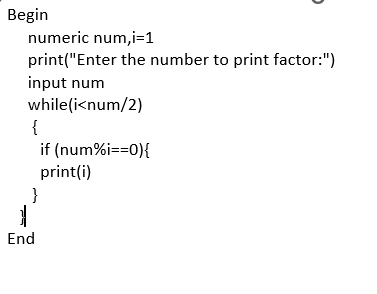 Begin
numeric num,i=1
print("Enter the number to print factor:")
input num
while(i<num/2)
{
if (num%i==0){
print(i)
}
}
End